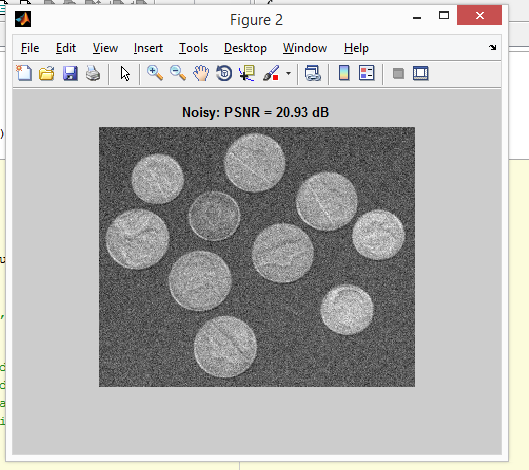 Figure 2
File Edit View Insert Tools Desktop Window Help
Noisy: PSNR = 20.93 dB
)
u
,
d
d
a
i